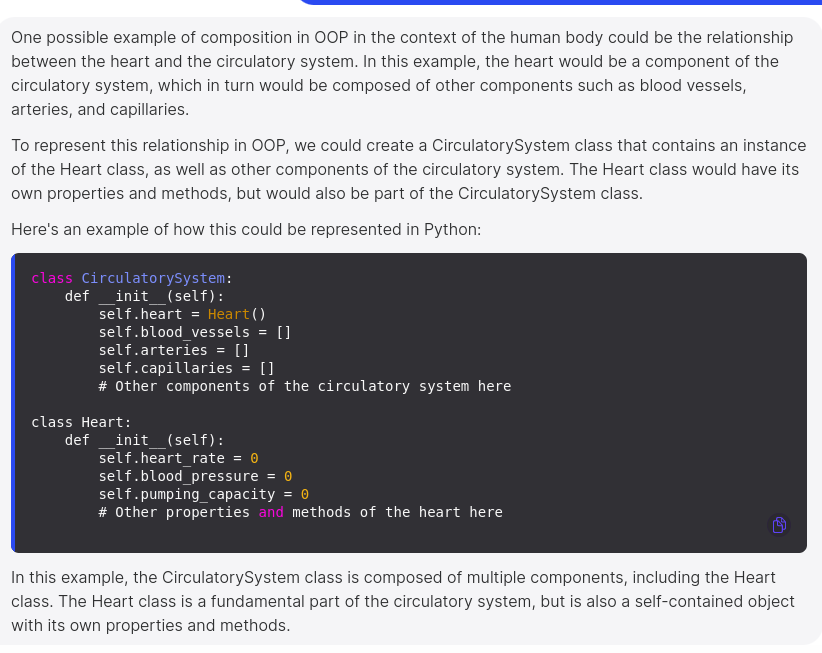 One possible example of composition in OOP in the context of the human body could be the relationship
between the heart and the circulatory system. In this example, the heart would be a component of the
circulatory system, which in turn would be composed of other components such as blood vessels,
arteries, and capillaries.
To represent this relationship in OOP, we could create a CirculatorySystem class that contains an instance
of the Heart class, as well as other components of the circulatory system. The Heart class would have its
own properties and methods, but would also be part of the CirculatorySystem class.
Here's an example of how this could be represented in Python:
class CirculatorySystem:
    def __init__(self):
        self.heart = Heart()
        self.blood_vessels = []
        self.arteries = []
        self.capillaries = []
        # Other components of the circulatory system here
class Heart:
    def __init__(self):
        self.heart_rate = 0
        self.blood_pressure = 0
        self.pumping_capacity = 0
        # Other properties and methods of the heart here
In this example, the CirculatorySystem class is composed of multiple components, including the Heart
class. The Heart class is a fundamental part of the circulatory system, but is also a self-contained object
with its own properties and methods.